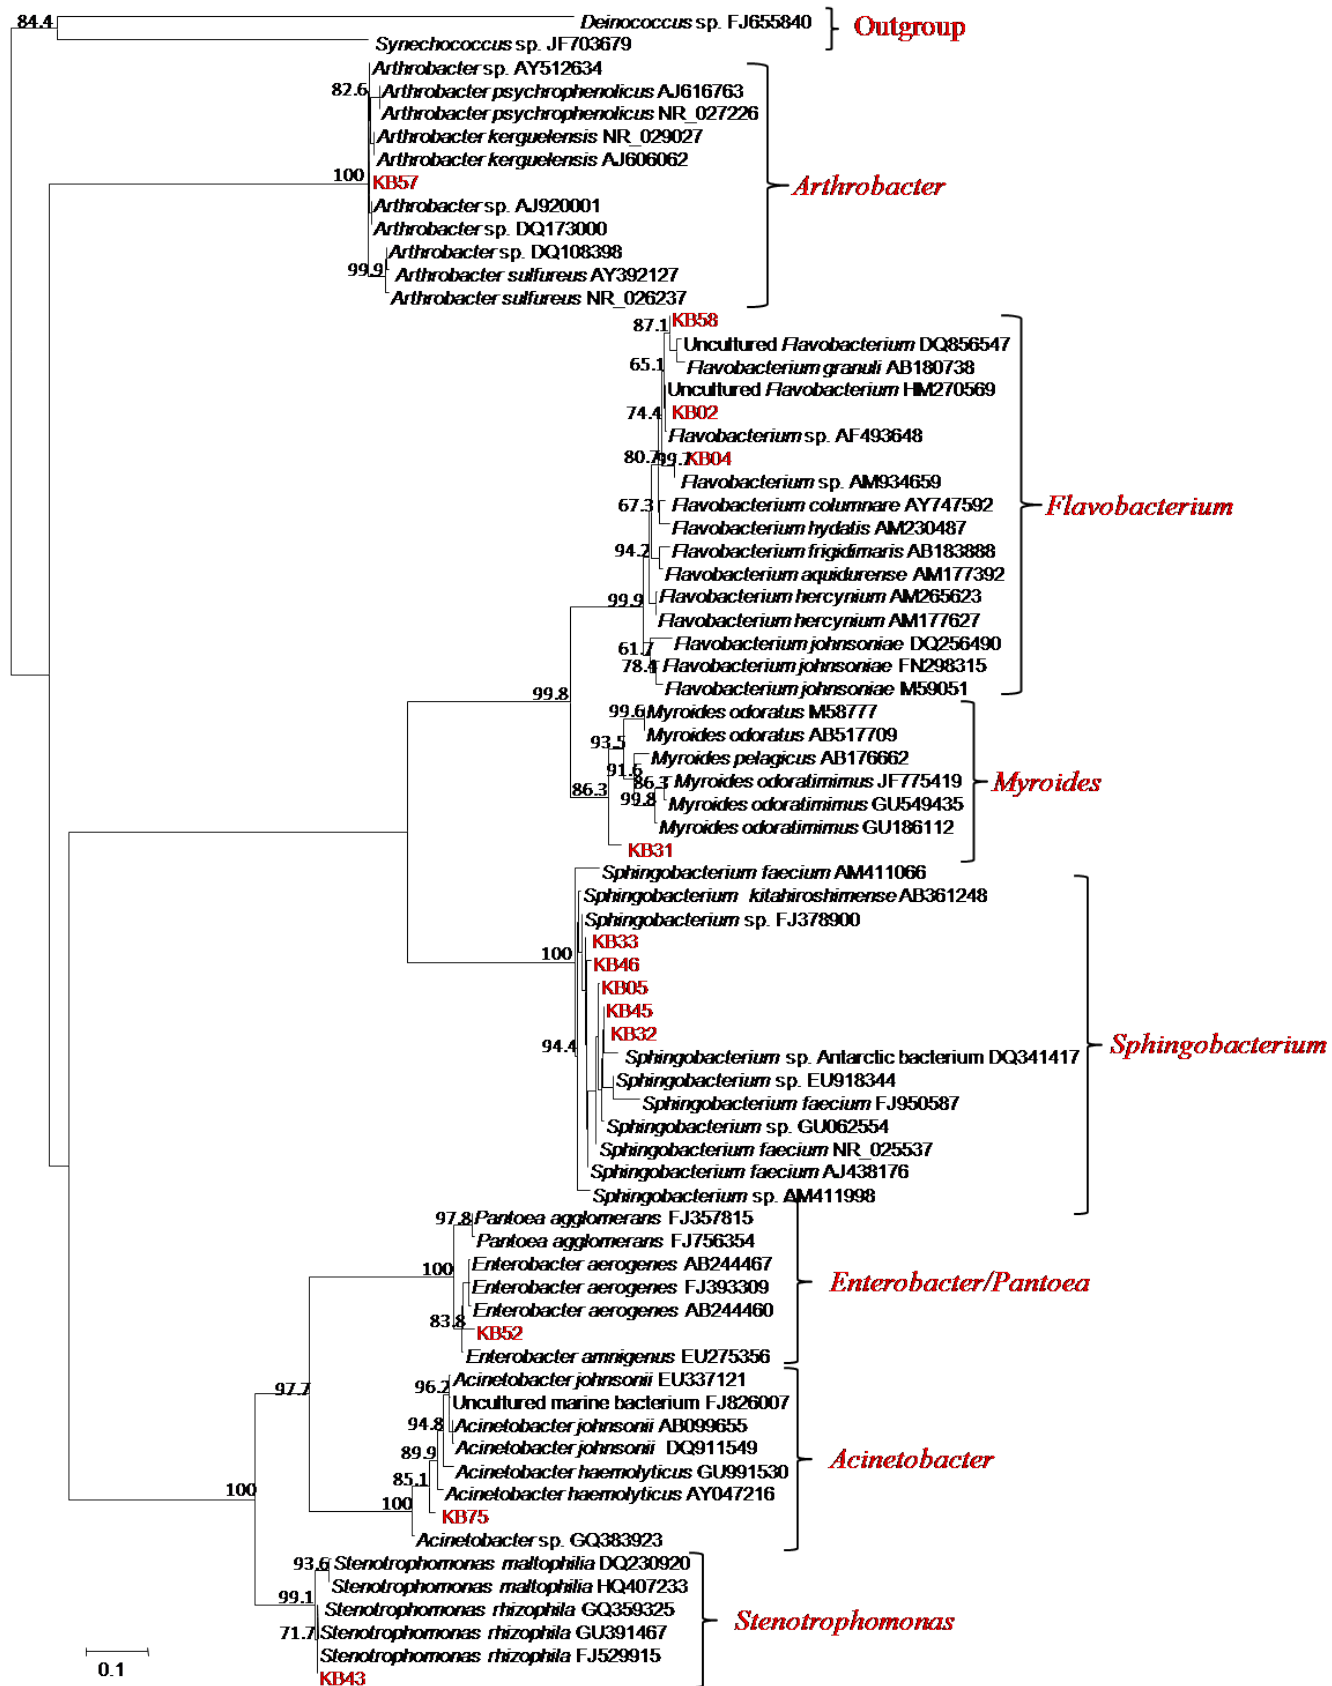 84.4
Deinococcus sp. FJ655840
Outgroup
Synechococcus sp. JF703679
Arthrobacter sp. AY512634
82.6
Arthrobacter psychrophenolicus AJ616763
Arthrobacter psychrophenolicus NR_027226
Arthrobacter kerguelensis NR_029027
Arthrobacter kerguelensis AJ606062
100
KB57
Arthrobacter
Arthrobacter sp. AJ920001
Arthrobacter sp. DQ173000
Arthrobacter sp. DQ108398
99.9
Arthrobacter sulfureus AY392127
Arthrobacter sulfureus NR_026237
87.1
KB58
Uncultured Flavobacterium DQ856547
65.1
Flavobacterium granuli AB180738
Uncultured Flavobacterium HM270569
74.4
KB02
Flavobacterium sp. AF493648
80.7
99.7
KB04
Flavobacterium sp. AM934659
67.3
Flavobacterium columnare AY747592
Flavobacterium
Flavobacterium hydatis AM230487
94.2
Flavobacterium frigidimaris AB183888
Flavobacterium aquidurense AM177392
99.9
Flavobacterium hercynium AM265623
Flavobacterium hercynium AM177627
Flavobacterium johnsoniae DQ256490
61.7
78.4
Flavobacterium johnsoniae FN298315
Flavobacterium johnsoniae M59051
99.8
99.6
Myroides odoratus M58777
Myroides odoratus AB517709
93.5
Myroides pelagicus AB176662
91.6
86.3
Myroides odoratimimus JF775419
Myroides
86.3
99.8
Myroides odoratimimus GU549435
Myroides odoratimimus GU186112
KB31
Sphingobacterium faecium AM411066
Sphingobacterium kitahiroshimense AB361248
Sphingobacterium sp. FJ378900
KB33
100
KB46
KB05
KB45
KB32
94.4
Sphingobacterium
Sphingobacterium sp. Antarctic bacterium DQ341417
Sphingobacterium sp. EU918344
Sphingobacterium faecium FJ950587
Sphingobacterium sp. GU062554
Sphingobacterium faecium NR_025537
Sphingobacterium faecium AJ438176
Sphingobacterium sp. AM411998
97.8
Pantoea agglomerans FJ357815
Pantoea agglomerans FJ756354
100
Enterobacter aerogenes AB244467
Enterobacter aerogenes FJ393309
Enterobacter/Pantoea
Enterobacter aerogenes AB244460
83.8
KB52
Enterobacter amnigenus EU275356
Acinetobacter johnsonii EU337121
97.7
96.2
Uncultured marine bacterium FJ826007
94.8
Acinetobacter johnsonii AB099655
Acinetobacter johnsonii DQ911549
89.9
Acinetobacter
Acinetobacter haemolyticus GU991530
85.1
Acinetobacter haemolyticus AY047216
100
100
KB75
Acinetobacter sp. GQ383923
93.6
Stenotrophomonas maltophilia DQ230920
Stenotrophomonas maltophilia HQ407233
99.1
Stenotrophomonas rhizophila GQ359325
Stenotrophomonas
71.7
Stenotrophomonas rhizophila GU391467
Stenotrophomonas rhizophila FJ529915
0.1
KB43